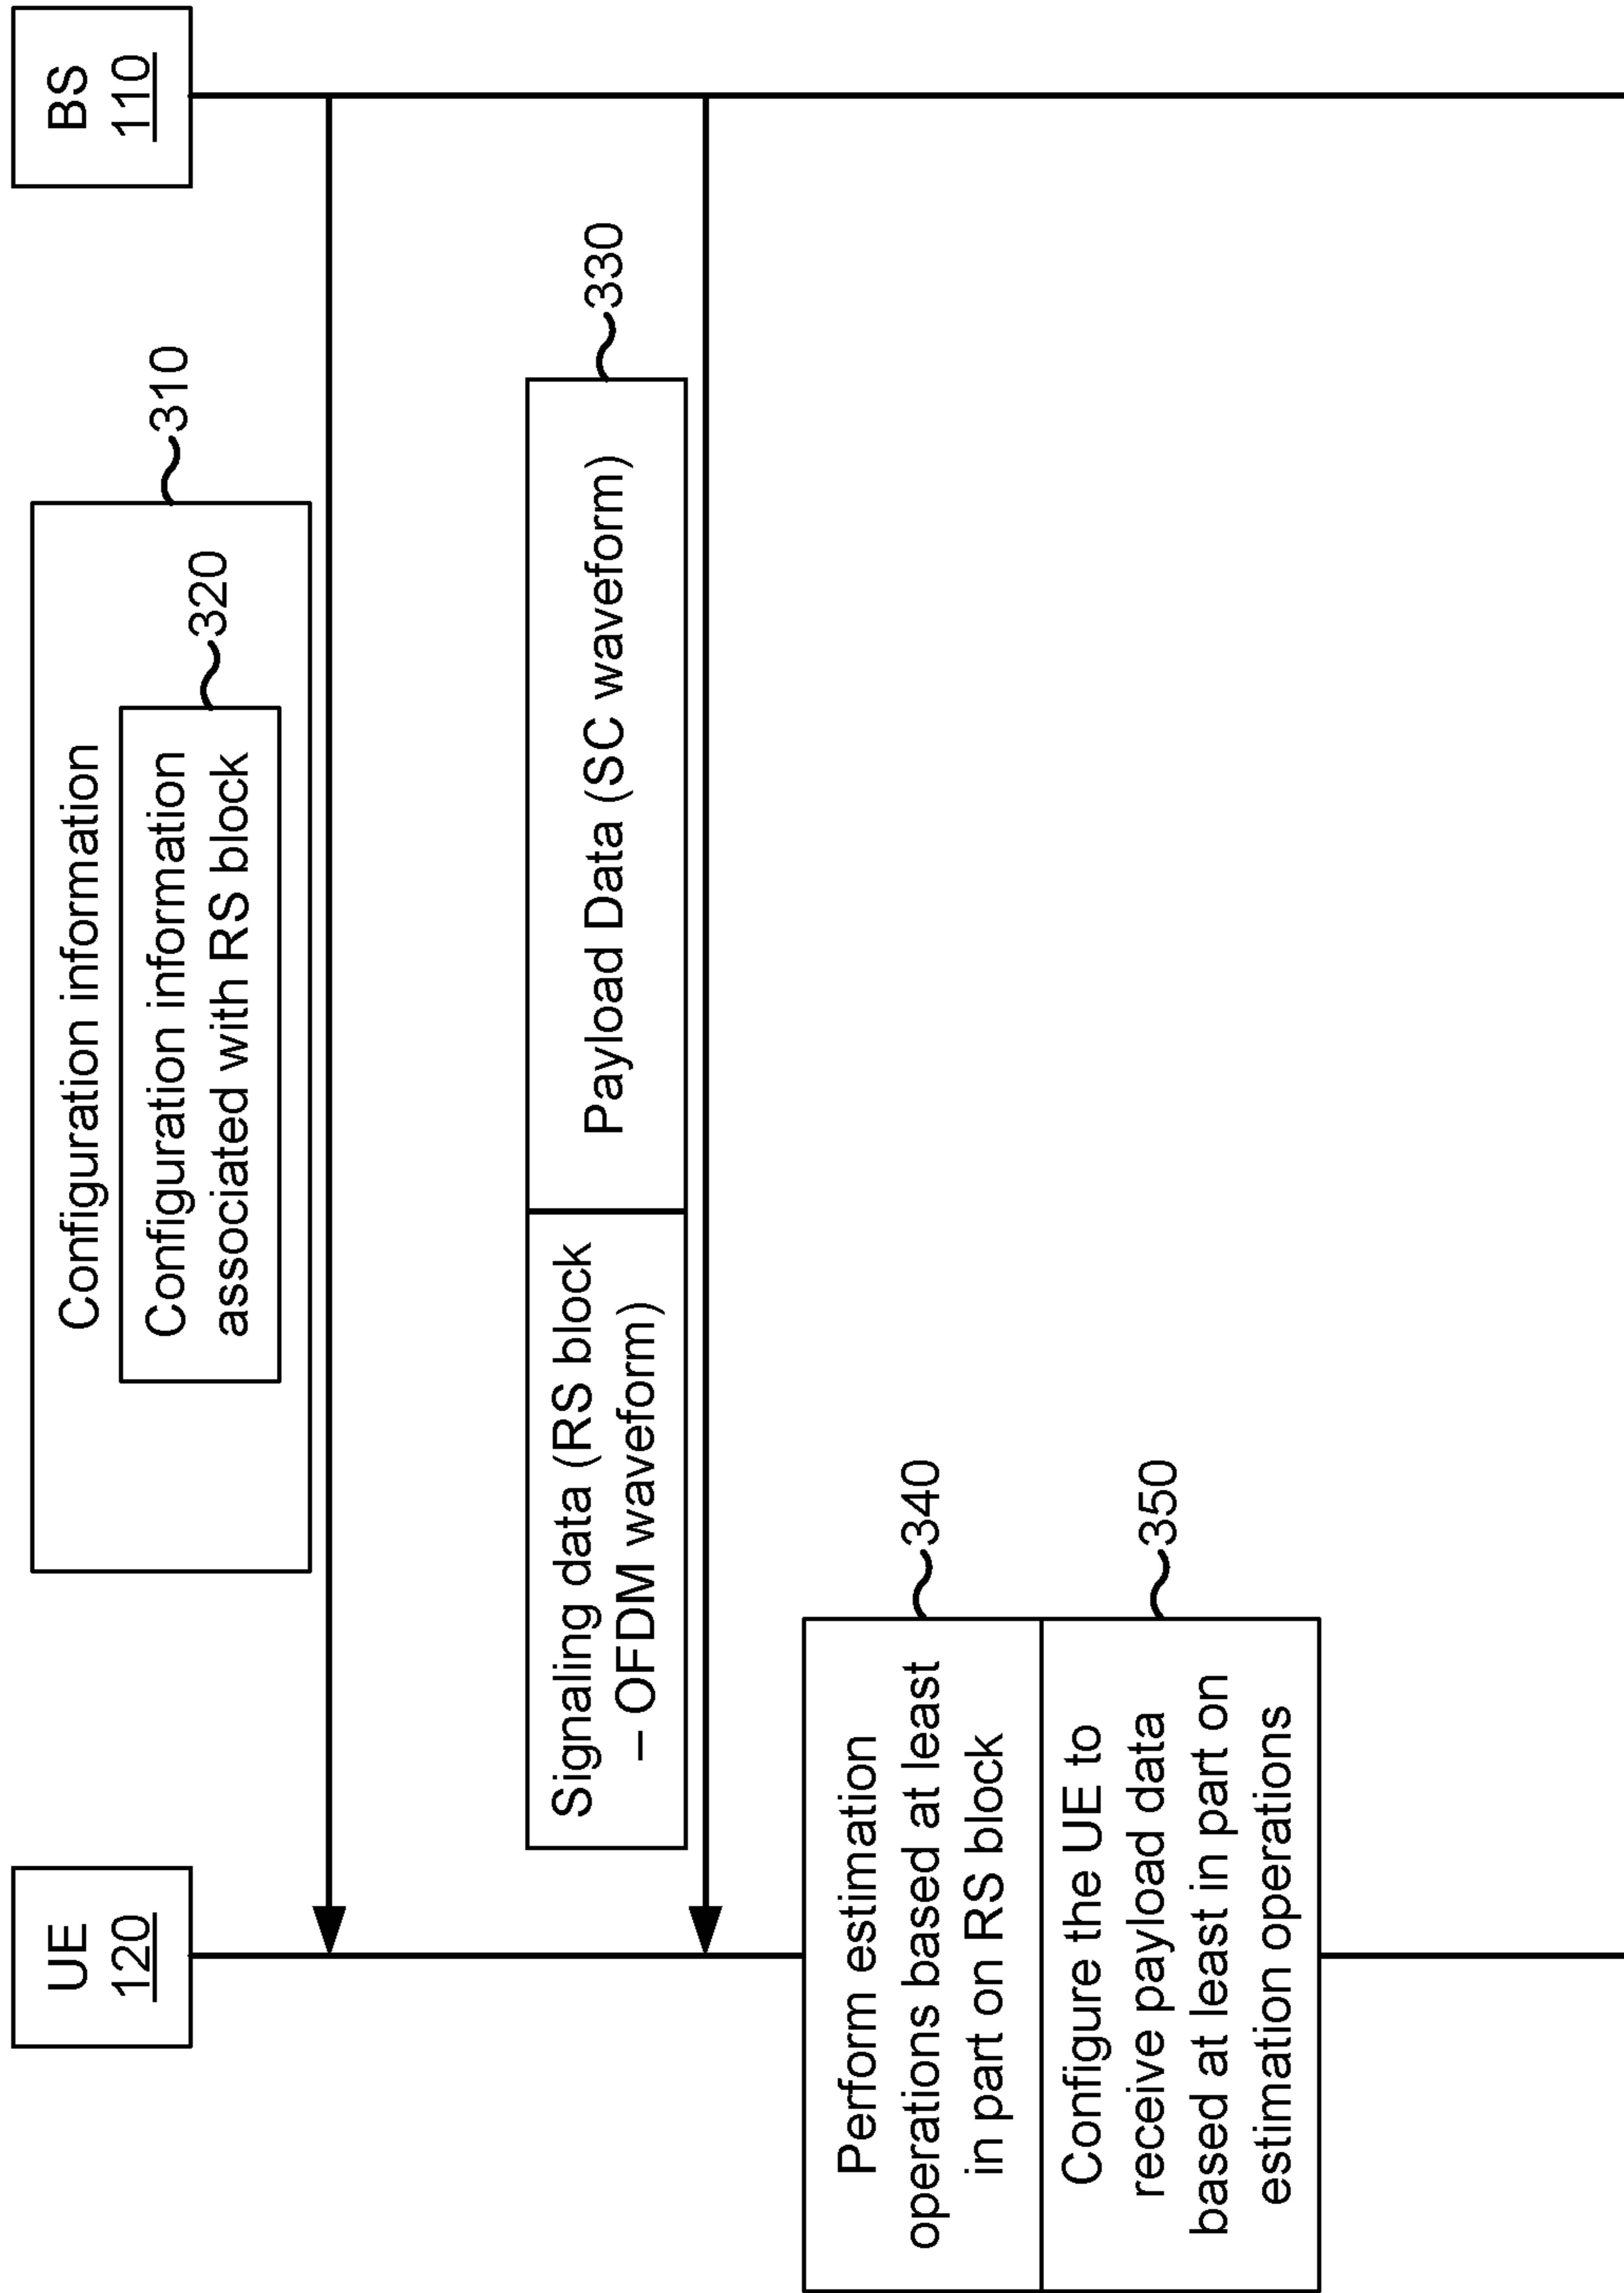 UE
120
BS
110
Configuration information
310
Configuration information
associated with RS block
320
Signaling data (RS block
– OFDM waveform)
Payload Data (SC waveform)
330
Perform estimation
operations based at least
in part on RS block
340
Configure the UE to
receive payload data
based at least in part on
estimation operations
350